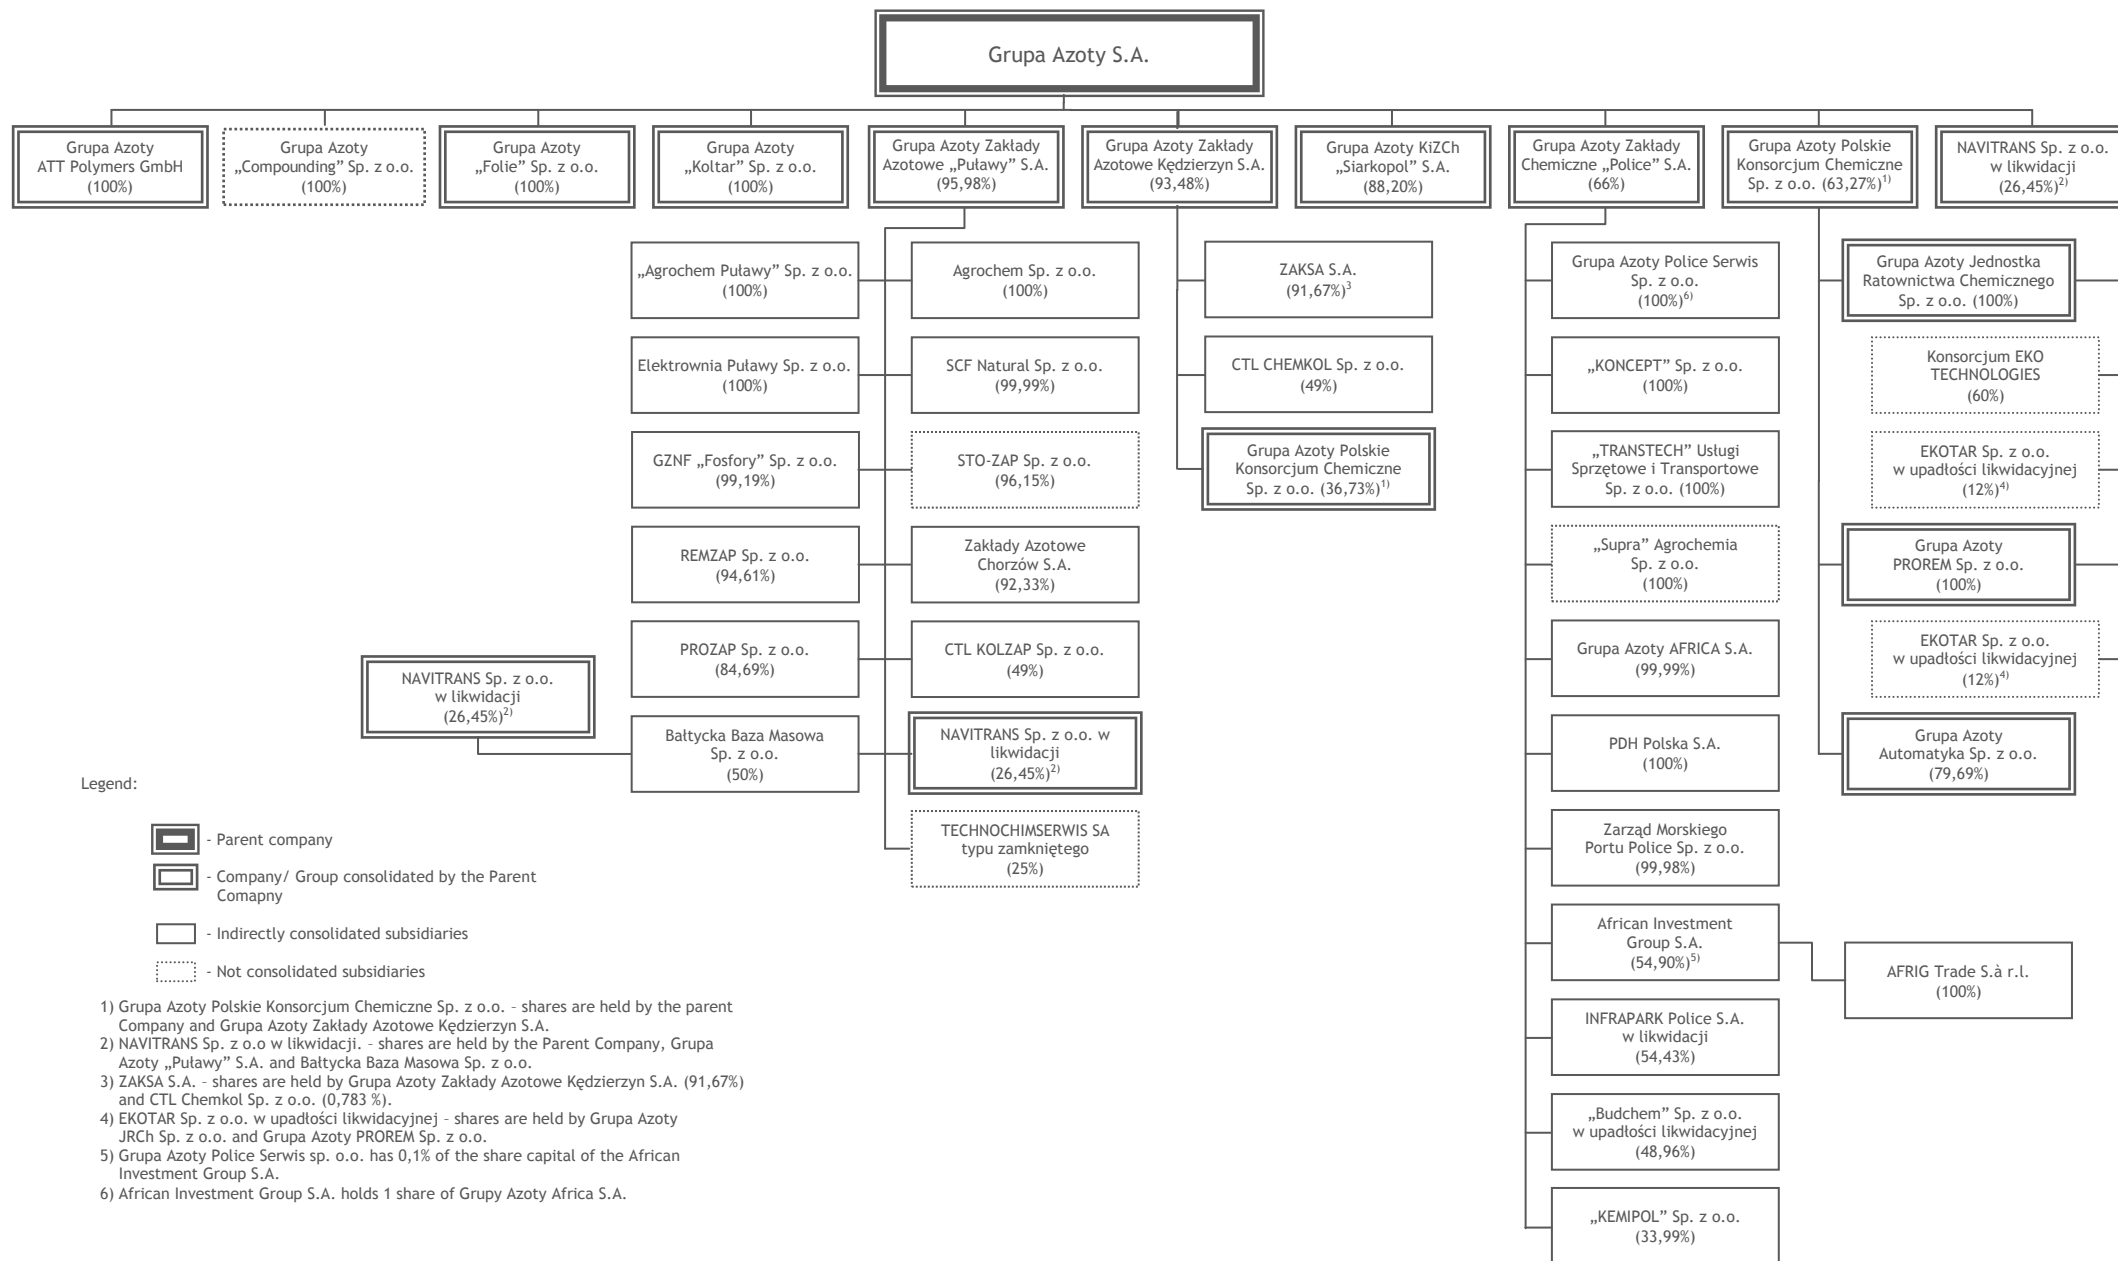 Grupa Azoty S.A.
Grupa Azoty
ATT Polymers GmbH
(100%)
Grupa Azoty
„Compounding” Sp. z o.o.
(100%)
Grupa Azoty
„Folie” Sp. z o.o.
(100%)
Grupa Azoty
„Koltar” Sp. z o.o.
(100%)
Grupa Azoty Zakłady
Azotowe „Puławy” S.A.
(95,98%)
Grupa Azoty Zakłady
Azotowe Kędzierzyn S.A.
(93,48%)
Grupa Azoty KiZCh
„Siarkopol” S.A.
(88,20%)
Grupa Azoty Zakłady
Chemiczne „Police” S.A.
(66%)
Grupa Azoty Polskie
Konsorcjum Chemiczne
Sp. z o.o. (63,27%)1)
NAVITRANS Sp. z o.o.
w likwidacji
(26,45%)2)
„Agrochem Puławy” Sp. z o.o.
(100%)
Elektrownia Puławy Sp. z o.o.
(100%)
GZNF „Fosfory” Sp. z o.o.
(99,19%)
REMZAP Sp. z o.o.
(94,61%)
PROZAP Sp. z o.o.
(84,69%)
Bałtycka Baza Masowa
Sp. z o.o.
(50%)
NAVITRANS Sp. z o.o.
w likwidacji
(26,45%)2)
Agrochem Sp. z o.o.
(100%)
SCF Natural Sp. z o.o.
(99,99%)
STO-ZAP Sp. z o.o.
(96,15%)
Zakłady Azotowe
Chorzów S.A.
(92,33%)
CTL KOLZAP Sp. z o.o.
(49%)
NAVITRANS Sp. z o.o. w
likwidacji
(26,45%)2)
TECHNOCHIMSERWIS SA
typu zamkniętego
(25%)
ZAKSA S.A.
(91,67%)3
CTL CHEMKOL Sp. z o.o.
(49%)
Grupa Azoty Polskie
Konsorcjum Chemiczne
Sp. z o.o. (36,73%)1)
Grupa Azoty Police Serwis
Sp. z o.o.
(100%)6)
„KONCEPT” Sp. z o.o.
(100%)
„TRANSTECH” Usługi
Sprzętowe i Transportowe
Sp. z o.o. (100%)
„Supra” Agrochemia
Sp. z o.o.
(100%)
Grupa Azoty AFRICA S.A.
(99,99%)
PDH Polska S.A.
(100%)
Zarząd Morskiego
Portu Police Sp. z o.o.
(99,98%)
African Investment
Group S.A.
(54,90%)5)
INFRAPARK Police S.A.
w likwidacji
(54,43%)
„Budchem” Sp. z o.o.
w upadłości likwidacyjnej
(48,96%)
„KEMIPOL” Sp. z o.o.
(33,99%)
Grupa Azoty Jednostka
Ratownictwa Chemicznego
Sp. z o.o. (100%)
Konsorcjum EKO
TECHNOLOGIES
(60%)
EKOTAR Sp. z o.o.
w upadłości likwidacyjnej
(12%)4)
Grupa Azoty
PROREM Sp. z o.o.
(100%)
EKOTAR Sp. z o.o.
w upadłości likwidacyjnej
(12%)4)
Grupa Azoty
Automatyka Sp. z o.o.
(79,69%)
AFRIG Trade S.à r.l.
(100%)
Legend:
- Parent company
- Company/ Group consolidated by the Parent
Comapny
- Indirectly consolidated subsidiaries
- Not consolidated subsidiaries
1) Grupa Azoty Polskie Konsorcjum Chemiczne Sp. z o.o. – shares are held by the parent
Company and Grupa Azoty Zakłady Azotowe Kędzierzyn S.A.
2) NAVITRANS Sp. z o.o w likwidacji. – shares are held by the Parent Company, Grupa
Azoty „Puławy” S.A. and Bałtycka Baza Masowa Sp. z o.o.
3) ZAKSA S.A. – shares are held by Grupa Azoty Zakłady Azotowe Kędzierzyn S.A. (91,67%)
and CTL Chemkol Sp. z o.o. (0,783 %).
4) EKOTAR Sp. z o.o. w upadłości likwidacyjnej – shares are held by Grupa Azoty
JRCh Sp. z o.o. and Grupa Azoty PROREM Sp. z o.o.
5) Grupa Azoty Police Serwis sp. o.o. has 0,1% of the share capital of the African
Investment Group S.A.
6) African Investment Group S.A. holds 1 share of Grupy Azoty Africa S.A.